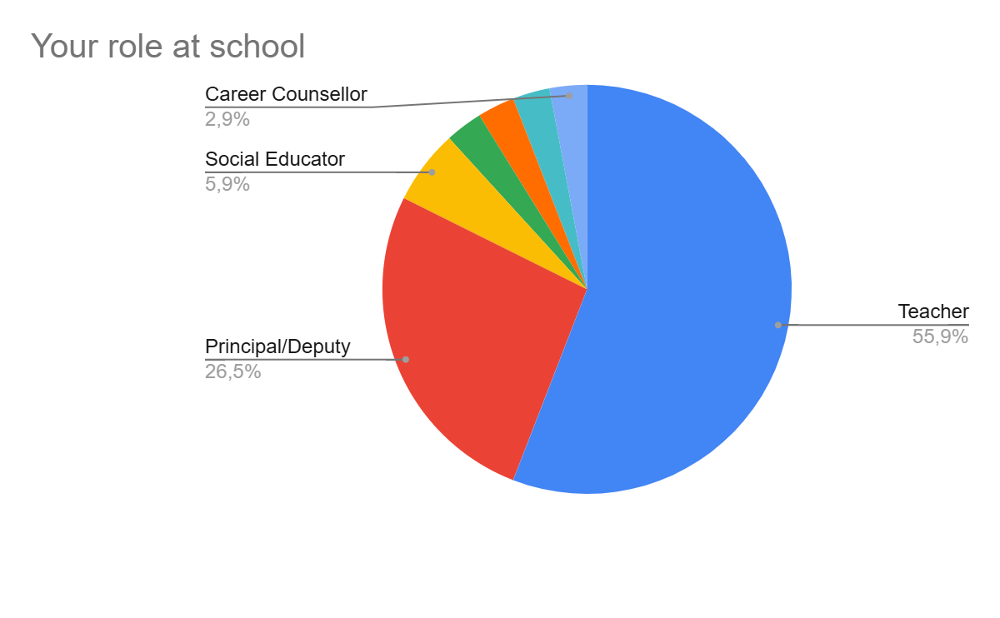 Your role at school
Career Counsellor
2,9%
Social Educator
5,9%
Principal/Deputy
26,5%
Teacher
55,9%